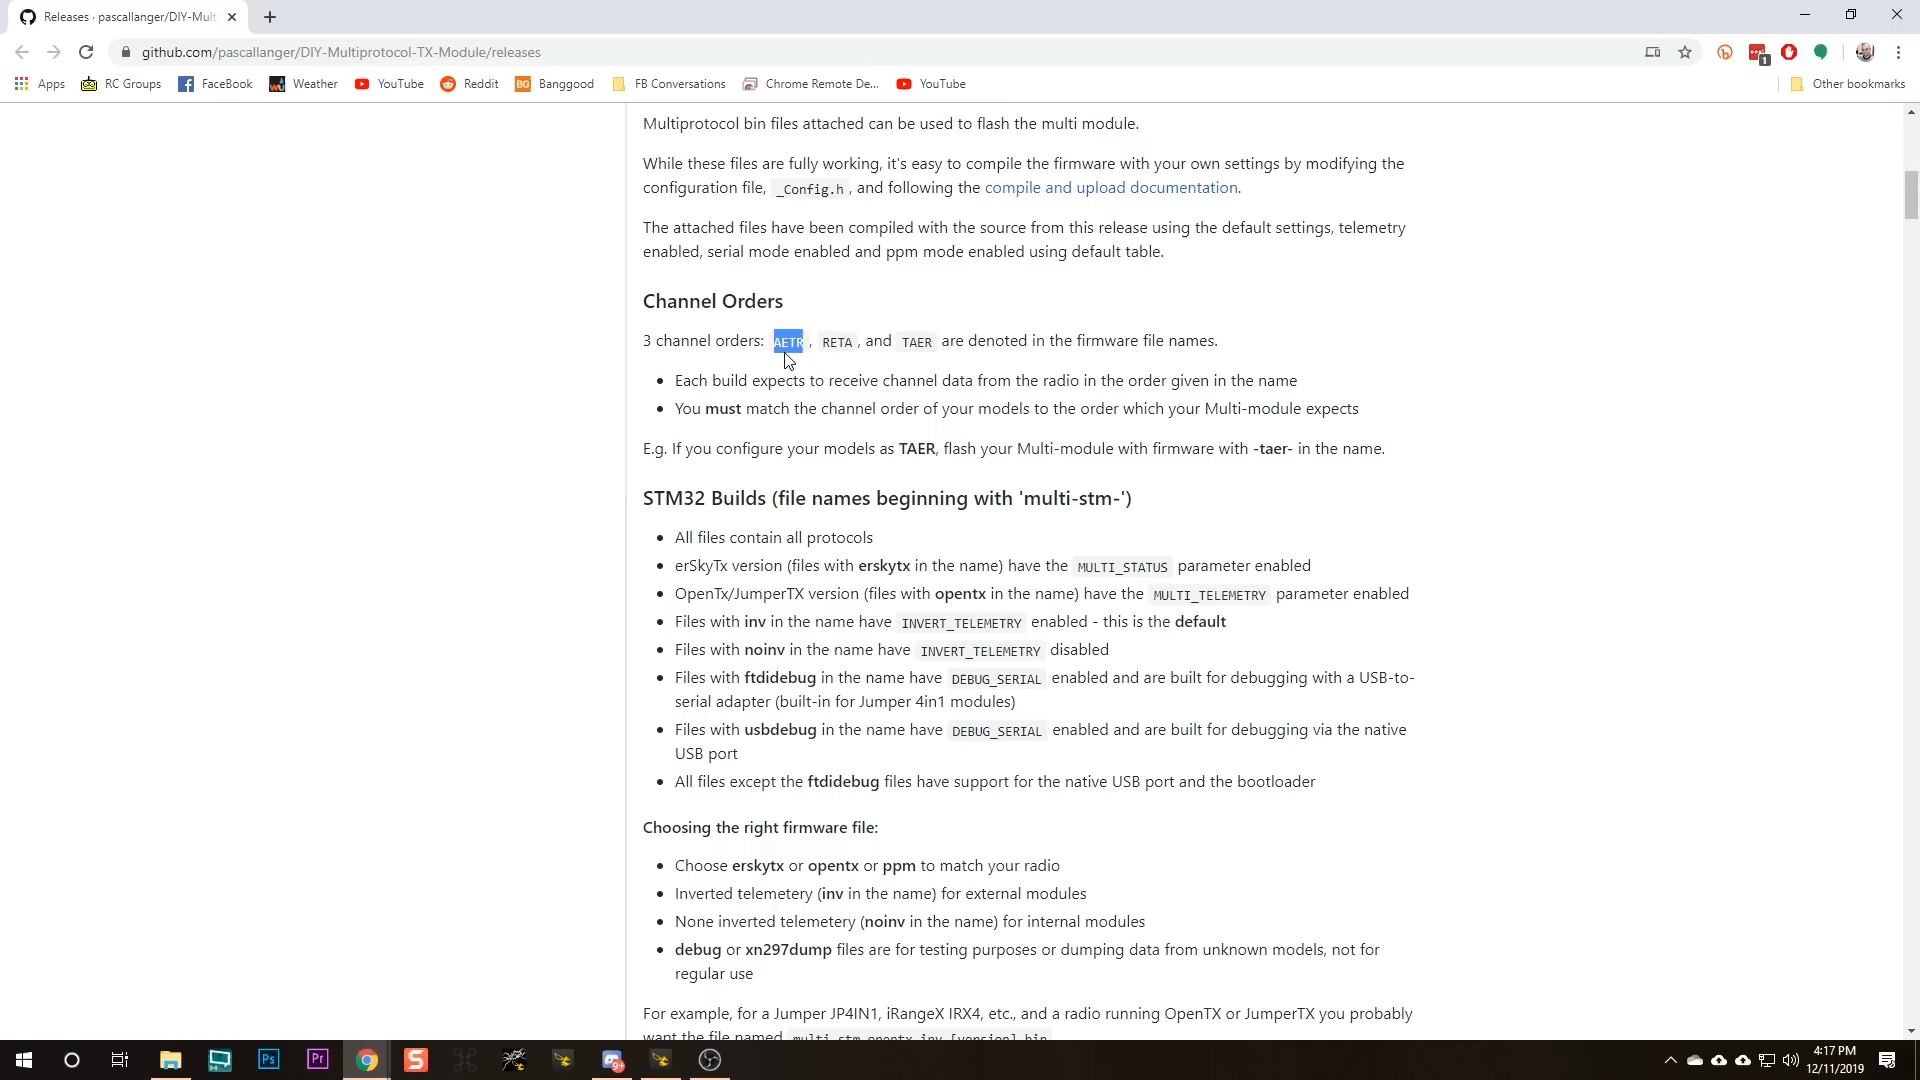 Releases · pascallanger/DIY-Mult
github.com/pascallanger/DIY-Multiprotocol-TX-Module/releases
1
Apps RC Groups FaceBook Weather YouTube Reddit BG Banggood FB Conversations Chrome Remote De... YouTube Other bookmarks
Multiprotocol bin files attached can be used to flash the multi module.
While these files are fully working, it's easy to compile the firmware with your own settings by modifying the
configuration file, _Config.h , and following the compile and upload documentation.
The attached files have been compiled with the source from this release using the default settings, telemetry
enabled, serial mode enabled and ppm mode enabled using default table.
Channel Orders
3 channel orders: AETR , RETA , and TAER are denoted in the firmware file names.
Each build expects to receive channel data from the radio in the order given in the name
You must match the channel order of your models to the order which your Multi-module expects
E.g. If you configure your models as TAER, flash your Multi-module with firmware with -taer- in the name.
STM32 Builds (file names beginning with 'multi-stm-')
All files contain all protocols
erSkyTx version (files with erskytx in the name) have the MULTI_STATUS parameter enabled
OpenTx/JumperTX version (files with opentx in the name) have the MULTI_TELEMETRY parameter enabled
Files with inv in the name have INVERT_TELEMETRY enabled - this is the default
Files with noinv in the name have INVERT_TELEMETRY disabled
Files with ftdidebug in the name have DEBUG_SERIAL enabled and are built for debugging with a USB-to-
serial adapter (built-in for Jumper 4in1 modules)
Files with usbdebug in the name have DEBUG_SERIAL enabled and are built for debugging via the native
USB port
All files except the ftdidebug files have support for the native USB port and the bootloader
Choosing the right firmware file:
Choose erskytx or opentx or ppm to match your radio
Inverted telemetery (inv in the name) for external modules
None inverted telemetery (noinv in the name) for internal modules
debug or xn297dump files are for testing purposes or dumping data from unknown models, not for
regular use
For example, for a Jumper JP4IN1, iRangeX IRX4, etc., and a radio running OpenTX or JumperTX you probably
want the file named multi-stm-opentx-inv-[version].bin
Ps Pr S 9+
4:17 PM
12/11/2019